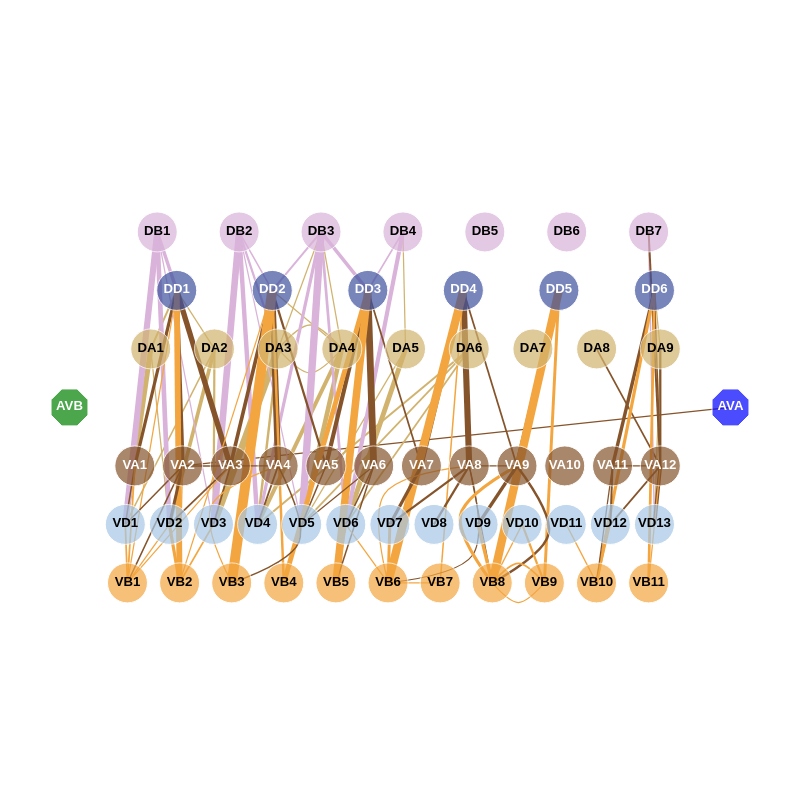 DB1 DB2 DB3 DB4 DB5 DB6 DB7
DD1 DD2 DD3 DD4 DD5 DD6
DA1 DA2 DA3 DA4 DA5 DA6 DA7 DA8 DA9
AVB AVA
VA1 VA2 VA3 VA4 VA5 VA6 VA7 VA8 VA9 VA10 VA11 VA12
VD1 VD2 VD3 VD4 VD5 VD6 VD7 VD8 VD9 VD10 VD11 VD12 VD13
VB1 VB2 VB3 VB4 VB5 VB6 VB7 VB8 VB9 VB10 VB11